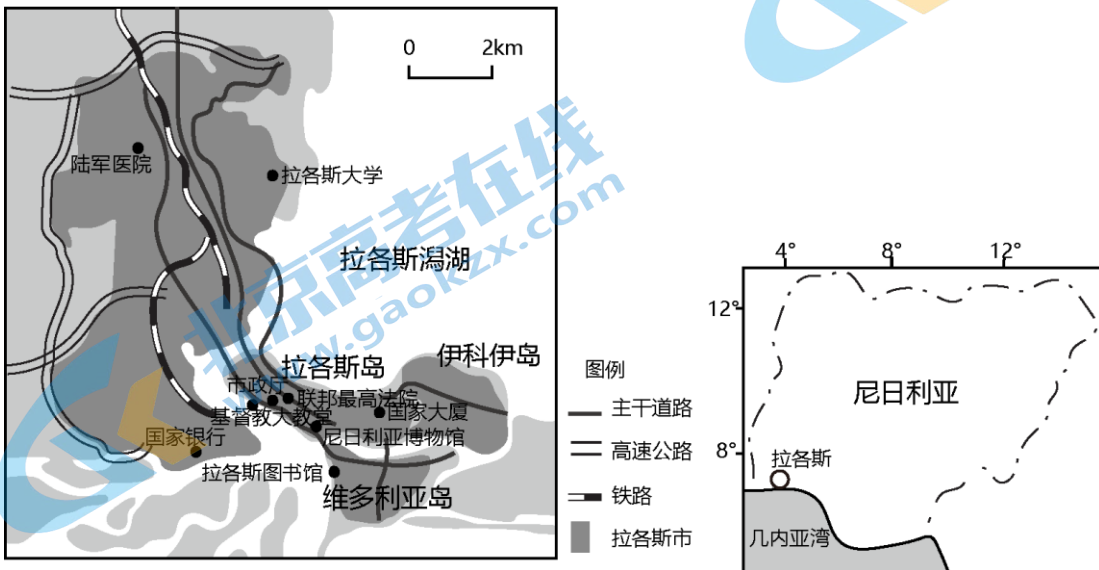 0 2km
陆军医院
拉各斯大学
拉各斯潟湖
拉各斯岛
伊科伊岛
市政厅
联邦最高法院
基督教大教堂
国家大厦
国家银行
尼日利亚博物馆
拉各斯图书馆
维多利亚岛
图例
主干道路
高速公路
铁路
拉各斯市
4° 8° 12°
12°
尼日利亚
8°
拉各斯
几内亚湾
北京高考在线
www.gaokzx.com